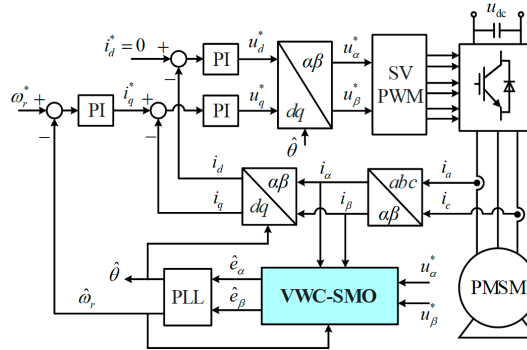 u_dc
i_d^* = 0 + − PI u_d^* αβ dq u_α^* SV PWM
ω_r^* + − PI i_q^* + − PI u_q^* u_β^*
θ̂
i_d αβ dq i_α abc αβ i_a
i_q i_β i_c
θ̂ PLL ê_α VWC-SMO u_α^* PMSM
ω̂_r ê_β u_β^*